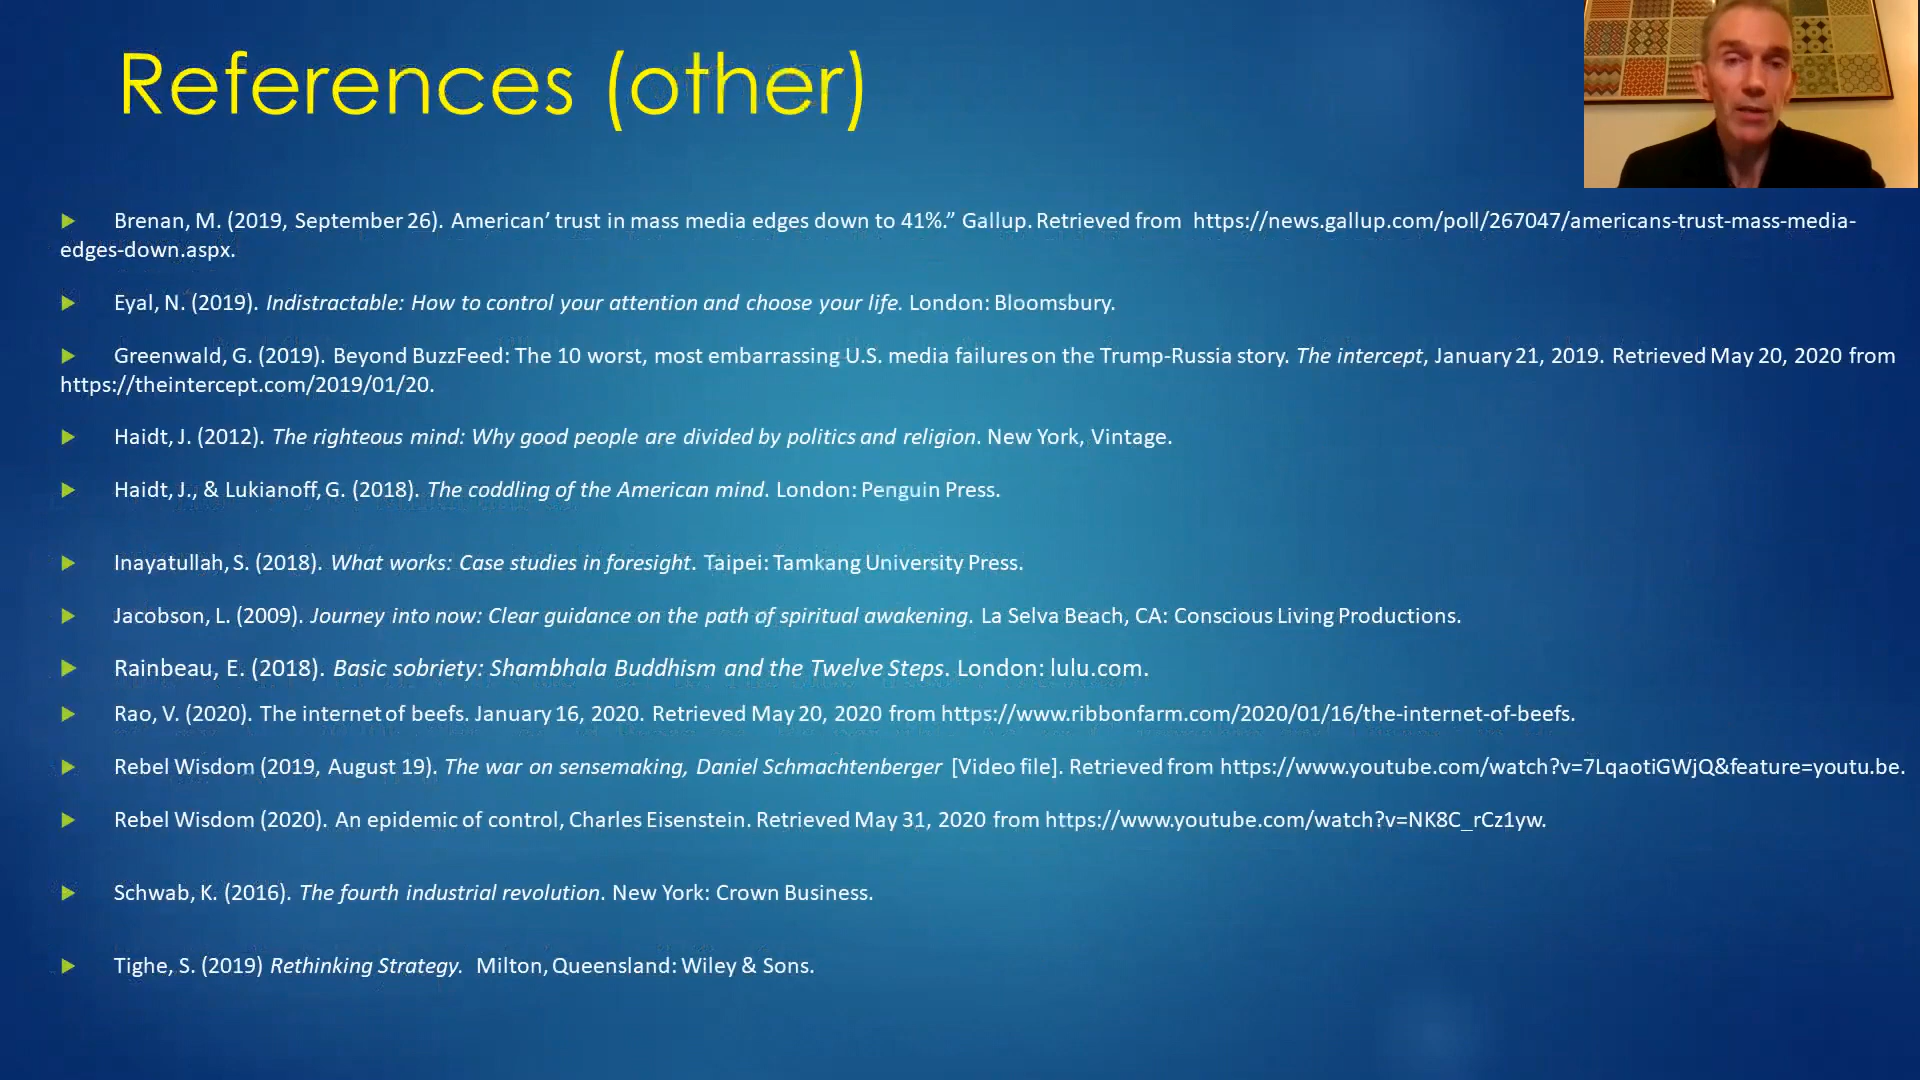 References (other)
Brenan, M. (2019, September 26). American’ trust in mass media edges down to 41%.” Gallup. Retrieved from https://news.gallup.com/poll/267047/americans-trust-mass-media-
edges-down.aspx.
Eyal, N. (2019). Indistractable: How to control your attention and choose your life. London: Bloomsbury.
Greenwald, G. (2019). Beyond BuzzFeed: The 10 worst, most embarrassing U.S. media failures on the Trump-Russia story. The intercept, January 21, 2019. Retrieved May 20, 2020 from
https://theintercept.com/2019/01/20.
Haidt, J. (2012). The righteous mind: Why good people are divided by politics and religion. New York, Vintage.
Haidt, J., & Lukianoff, G. (2018). The coddling of the American mind. London: Penguin Press.
Inayatullah, S. (2018). What works: Case studies in foresight. Taipei: Tamkang University Press.
Jacobson, L. (2009). Journey into now: Clear guidance on the path of spiritual awakening. La Selva Beach, CA: Conscious Living Productions.
Rainbeau, E. (2018). Basic sobriety: Shambhala Buddhism and the Twelve Steps. London: lulu.com.
Rao, V. (2020). The internet of beefs. January 16, 2020. Retrieved May 20, 2020 from https://www.ribbonfarm.com/2020/01/16/the-internet-of-beefs.
Rebel Wisdom (2019, August 19). The war on sensemaking, Daniel Schmachtenberger [Video file]. Retrieved from https://www.youtube.com/watch?v=7LqaotiGWjQ&feature=youtu.be.
Rebel Wisdom (2020). An epidemic of control, Charles Eisenstein. Retrieved May 31, 2020 from https://www.youtube.com/watch?v=NK8C_rCz1yw.
Schwab, K. (2016). The fourth industrial revolution. New York: Crown Business.
Tighe, S. (2019) Rethinking Strategy. Milton, Queensland: Wiley & Sons.